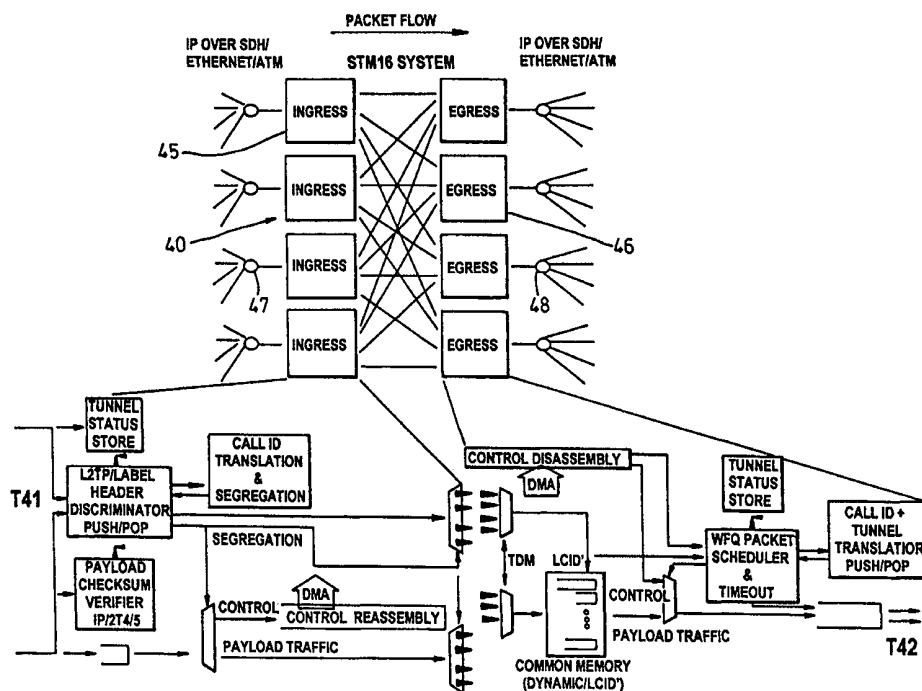 PACKET FLOW
IP OVER SDH/
ETHERNET/ATM
STM16 SYSTEM
IP OVER SDH/
ETHERNET/ATM
INGRESS
EGRESS
45
INGRESS
EGRESS
40
46
INGRESS
EGRESS
47
48
INGRESS
EGRESS
TUNNEL
STATUS
STORE
CALL ID
TRANSLATION
&
SEGREGATION
CONTROL DISASSEMBLY
DMA
TUNNEL
STATUS
STORE
T41
L2TP/LABEL
HEADER
DISCRIMINATOR
PUSH/POP
CALL ID +
TUNNEL
TRANSLATION
PUSH/POP
SEGREGATION
TDM
LCID'
WFQ PACKET
SCHEDULER
&
TIMEOUT
PAYLOAD
CHECKSUM
VERIFIER
IP/2T4/5
DMA
CONTROL
CONTROL REASSEMBLY
CONTROL
PAYLOAD TRAFFIC
PAYLOAD TRAFFIC
T42
COMMON MEMORY
(DYNAMIC/LCID')